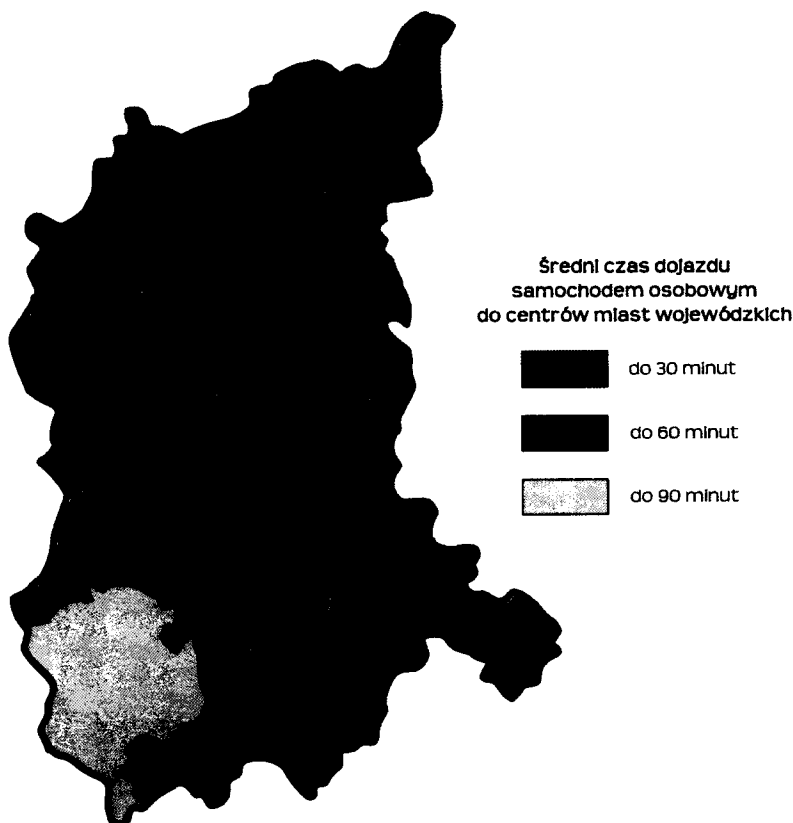 Średni czas dojazdu
samochodem osobowym
do centrów miast wojewódzkich
do 30 minut
do 60 minut
do 90 minut